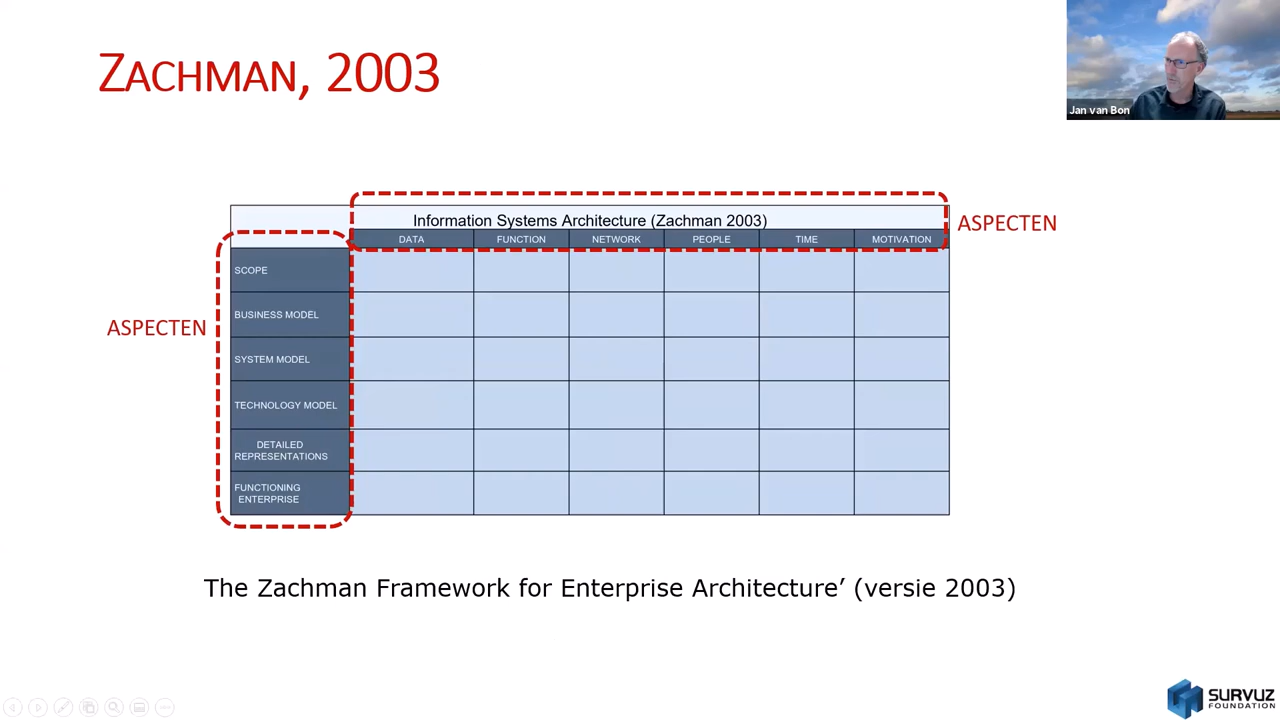 ZACHMAN, 2003
Jan van Bon
Information Systems Architecture (Zachman 2003)
ASPECTEN
DATA FUNCTION NETWORK PEOPLE TIME MOTIVATION
SCOPE
BUSINESS MODEL
ASPECTEN
SYSTEM MODEL
TECHNOLOGY MODEL
DETAILED
REPRESENTATIONS
FUNCTIONING
ENTERPRISE
The Zachman Framework for Enterprise Architecture’ (versie 2003)
SURVUZ
FOUNDATION